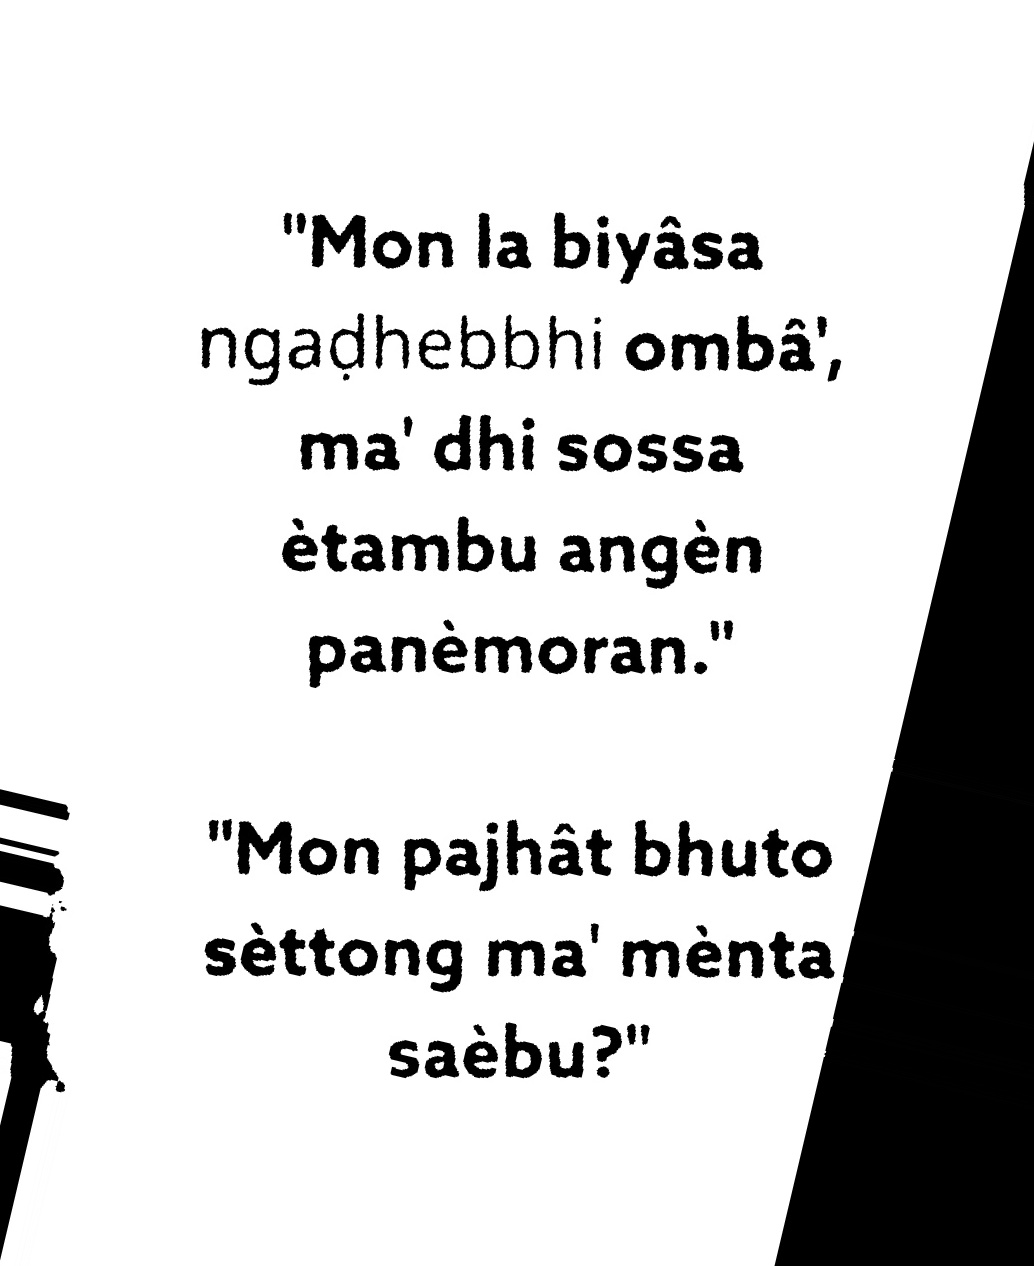 "Mon la biyâsa
ngaḍhebbhi ombâ',
ma' dhi sossa
ètambu angèn
panèmoran."
"Mon pajhât bhuto
sèttong ma' mènta
saèbu?"